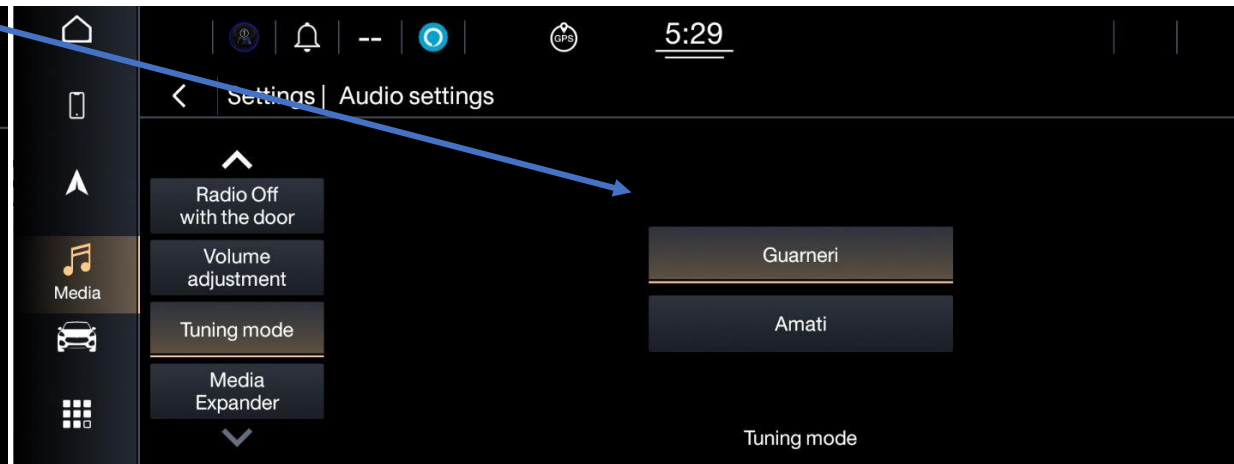 -- GPS 5:29
Settings | Audio settings
Radio Off
with the door
Volume
adjustment
Tuning mode
Media
Expander
Media
Guarneri
Amati
Tuning mode